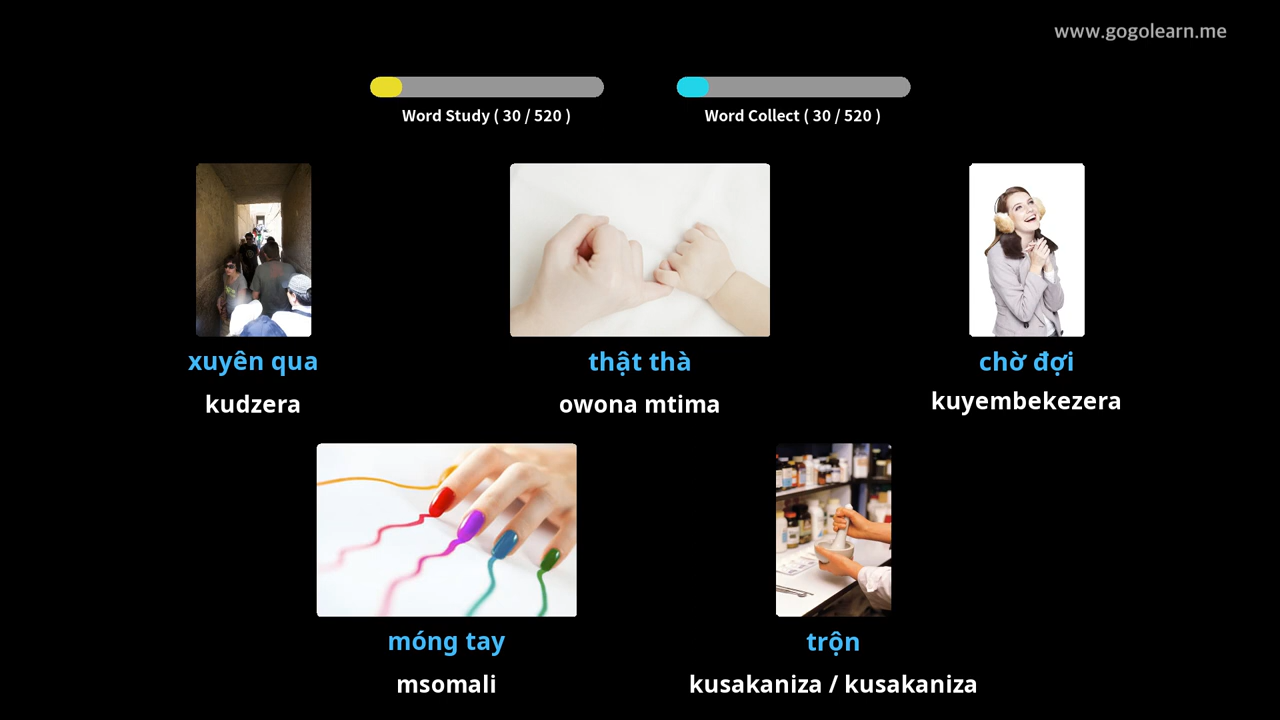 www.gogolearn.me
Word Study ( 30 / 520 )
Word Collect ( 30 / 520 )
xuyên qua
kudzera
thật thà
owona mtima
chờ đợi
kuyembekezera
móng tay
msomali
trộn
kusakaniza / kusakaniza